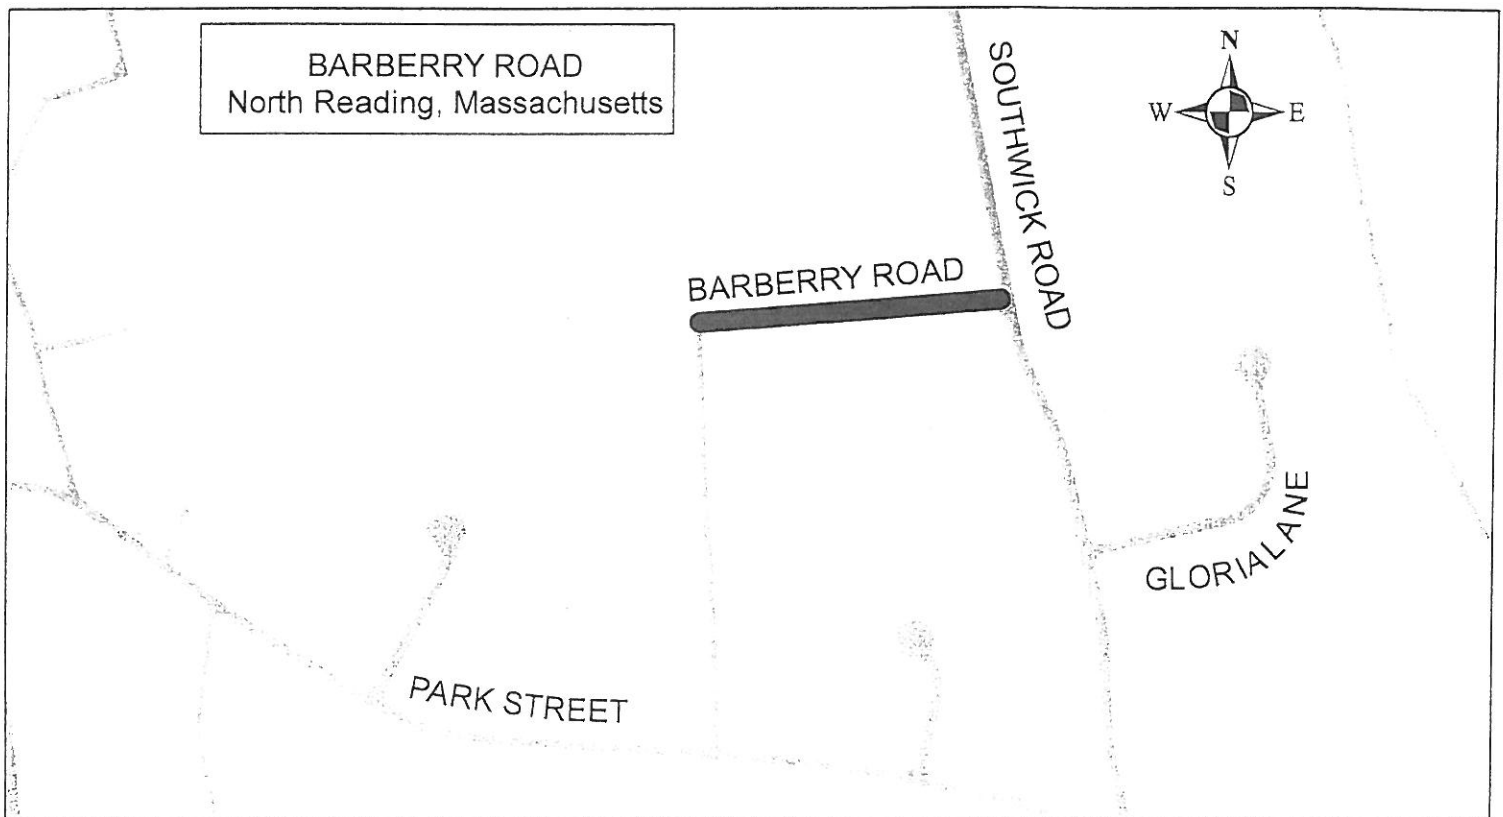 BARBERRY ROAD
North Reading, Massachusetts
N
W E
S
SOUTHWICK ROAD
BARBERRY ROAD
GLORIA LANE
PARK STREET